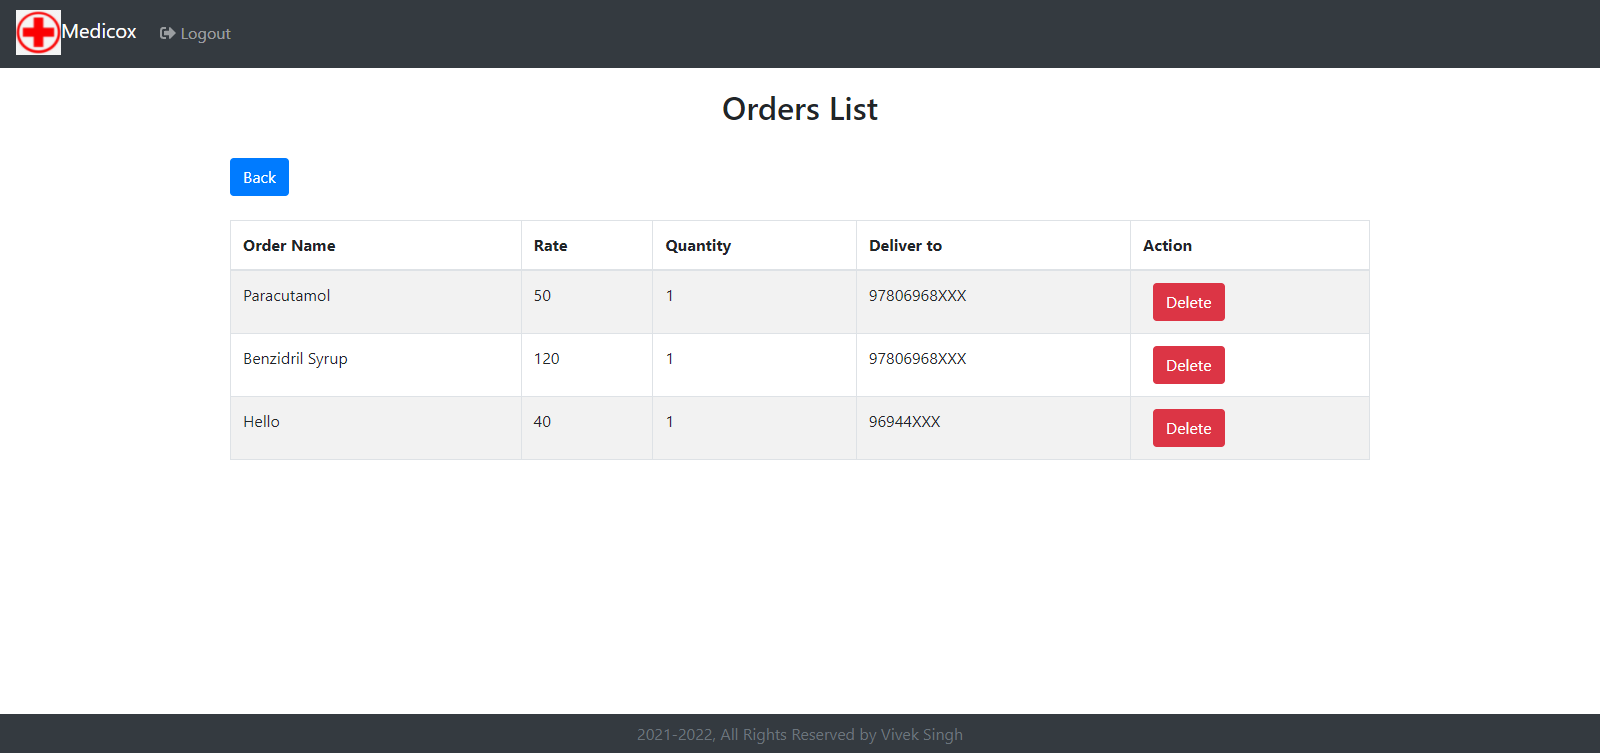 Medicox Logout
Orders List
Back
Order Name Rate Quantity Deliver to Action
Paracutamol 50 1 97806968XXX Delete
Benzidril Syrup 120 1 97806968XXX Delete
Hello 40 1 96944XXX Delete
2021-2022, All Rights Reserved by Vivek Singh